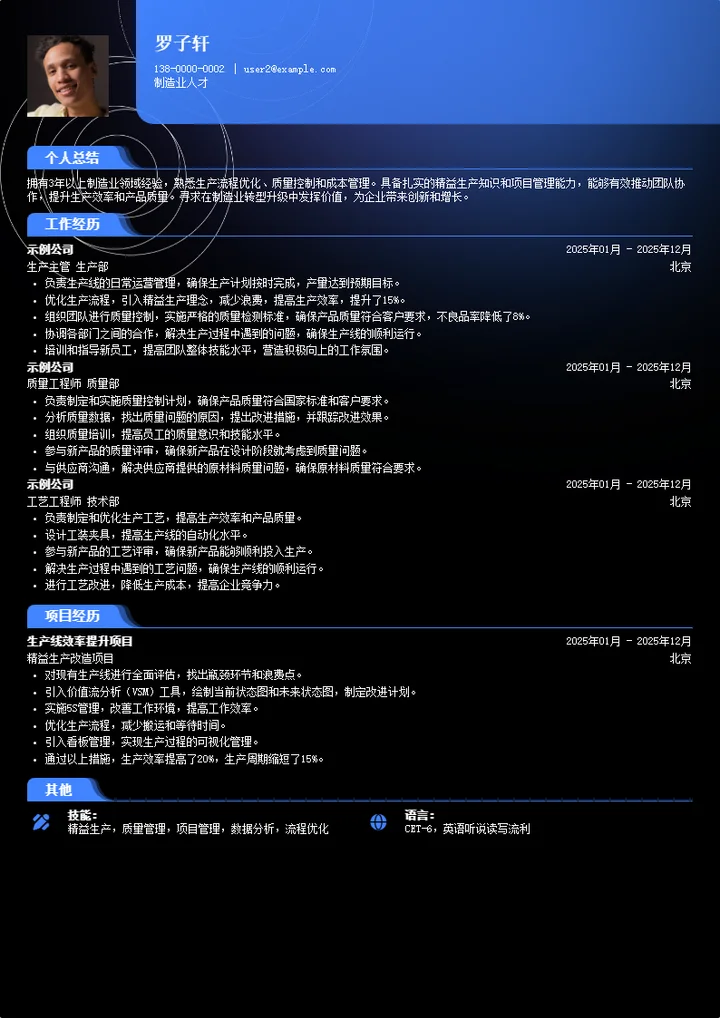 罗子轩
138-0000-0002 | user2@example.com
制造业人才
个人总结
拥有3年以上制造业领域经验，熟悉生产流程优化、质量控制和成本管理。具备扎实的精益生产知识和项目管理能力，能够有效推动团队协
作，提升生产效率和产品质量。寻求在制造业转型升级中发挥价值，为企业带来创新和增长。
工作经历
示例公司 2025年01月 - 2025年12月
生产主管 生产部 北京
• 负责生产线的日常运营管理，确保生产计划按时完成，产量达到预期目标。
• 优化生产流程，引入精益生产理念，减少浪费，提高生产效率，提升了15%。
• 组织团队进行质量控制，实施严格的质量检测标准，确保产品质量符合客户要求，不良品率降低了8%。
• 协调各部门之间的合作，解决生产过程中遇到的问题，确保生产线的顺利运行。
• 培训和指导新员工，提高团队整体技能水平，营造积极向上的工作氛围。
示例公司 2025年01月 - 2025年12月
质量工程师 质量部 北京
• 负责制定和实施质量控制计划，确保产品质量符合国家标准和客户要求。
• 分析质量数据，找出质量问题的原因，提出改进措施，并跟踪改进效果。
• 组织质量培训，提高员工的质量意识和技能水平。
• 参与新产品的质量评审，确保新产品在设计阶段就考虑到质量问题。
• 与供应商沟通，解决供应商提供的原材料质量问题，确保原材料质量符合要求。
示例公司 2025年01月 - 2025年12月
工艺工程师 技术部 北京
• 负责制定和优化生产工艺，提高生产效率和产品质量。
• 设计工装夹具，提高生产线的自动化水平。
• 参与新产品的工艺评审，确保新产品能够顺利投入生产。
• 解决生产过程中遇到的工艺问题，确保生产线的顺利运行。
• 进行工艺改进，降低生产成本，提高企业竞争力。
项目经历
生产线效率提升项目 2025年01月 - 2025年12月
精益生产改造项目 北京
• 对现有生产线进行全面评估，找出瓶颈环节和浪费点。
• 引入价值流分析（VSM）工具，绘制当前状态图和未来状态图，制定改进计划。
• 实施5S管理，改善工作环境，提高工作效率。
• 优化生产流程，减少搬运和等待时间。
• 引入看板管理，实现生产过程的可视化管理。
• 通过以上措施，生产效率提高了20%，生产周期缩短了15%。
其他
技能： 语言：
精益生产，质量管理，项目管理，数据分析，流程优化 CET-6，英语听说读写流利